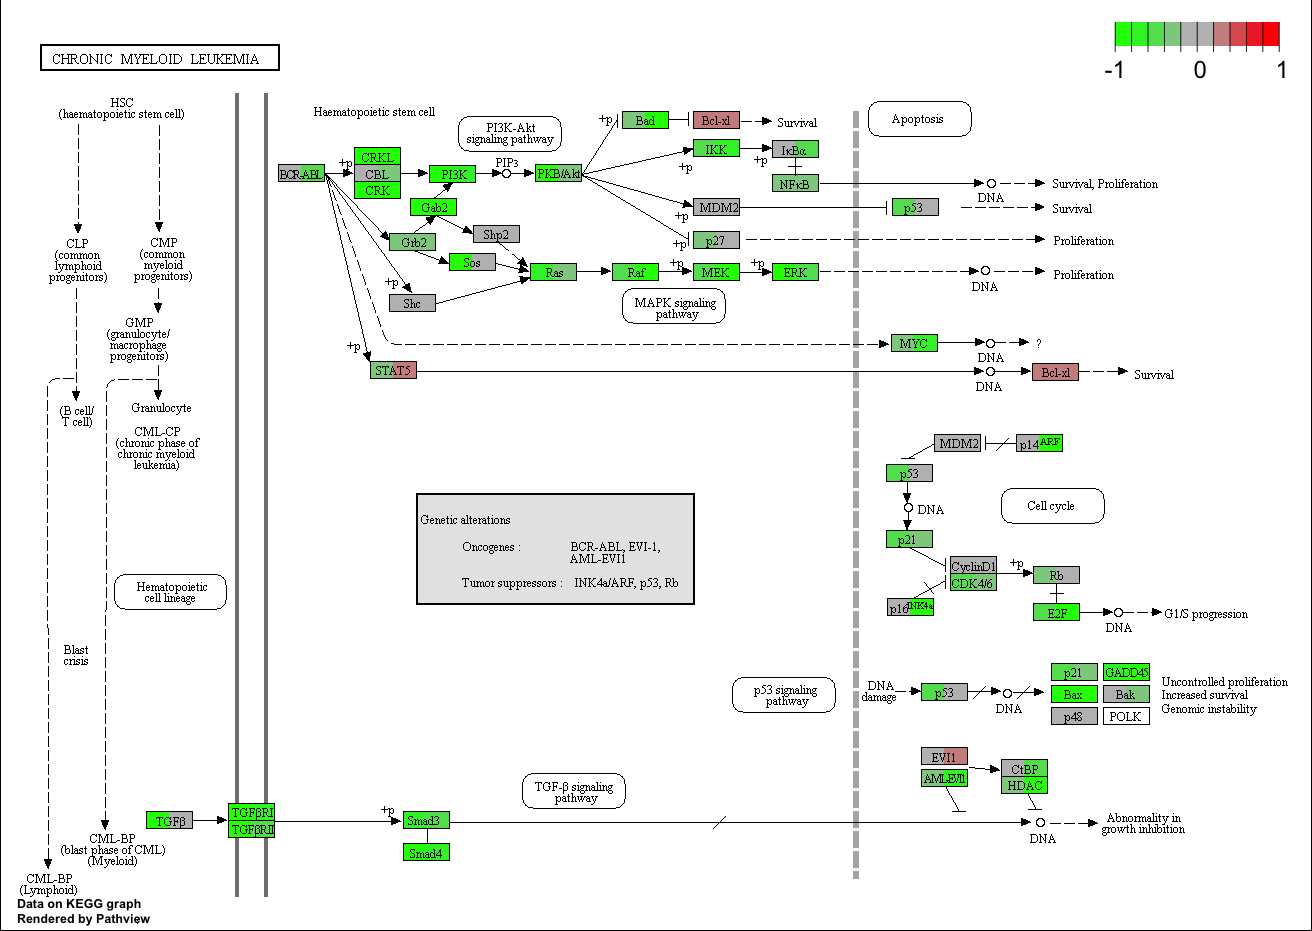 CHRONIC MYELOID LEUKEMIA
-1 0 1
HSC
(haematopoietic stem cell)
CLP
(common
lymphoid
progenitors)
CMP
(common
myeloid
progenitors)
GMP
(granulocyte/
macrophage
progenitors)
(B cell/
T cell)
Granulocyte
CML-CP
(chronic phase of
chronic myeloid
leukemia)
Hematopoietic
cell lineage
Blast
crisis
CML-BP
(blast phase of CML)
(Myeloid)
CML-BP
(Lymphoid)
Haematopoietic stem cell
PI3K-Akt
signaling pathway
Apoptosis
BCR-ABL
+p
CRKL
CBL
CRK
PI3K
PIP3
PKB/Akt
Gab2
Grb2
Shp2
Sos
+p
Shc
Ras
Raf
+p
MEK
+p
ERK
MAPK signaling
pathway
+p
STAT5
+p
Bad
Bcl-xl
Survival
+p
IKK
+p
IκBα
NFκB
DNA
Survival, Proliferation
+p
MDM2
p53
Survival
+p
p27
Proliferation
DNA
Proliferation
MYC
DNA
?
DNA
Bcl-xl
Survival
MDM2
p14ARF
p53
DNA
Cell cycle
p21
CyclinD1
CDK4/6
+p
Rb
p16INK4a
E2F
DNA
G1/S progression
Genetic alterations
Oncogenes : BCR-ABL, EVI-1,
AML-EVI1
Tumor suppressors : INK4a/ARF, p53, Rb
p53 signaling
pathway
DNA
damage
p53
DNA
p21
GADD45
Bax
Bak
p48
POLK
Uncontrolled proliferation
Increased survival
Genomic instability
EVI1
AML-EVI1
CtBP
HDAC
TGF-β signaling
pathway
TGFβ
TGFβRI
TGFβRII
+p
Smad3
Smad4
DNA
Abnormality in
growth inhibition
Data on KEGG graph
Rendered by Pathview